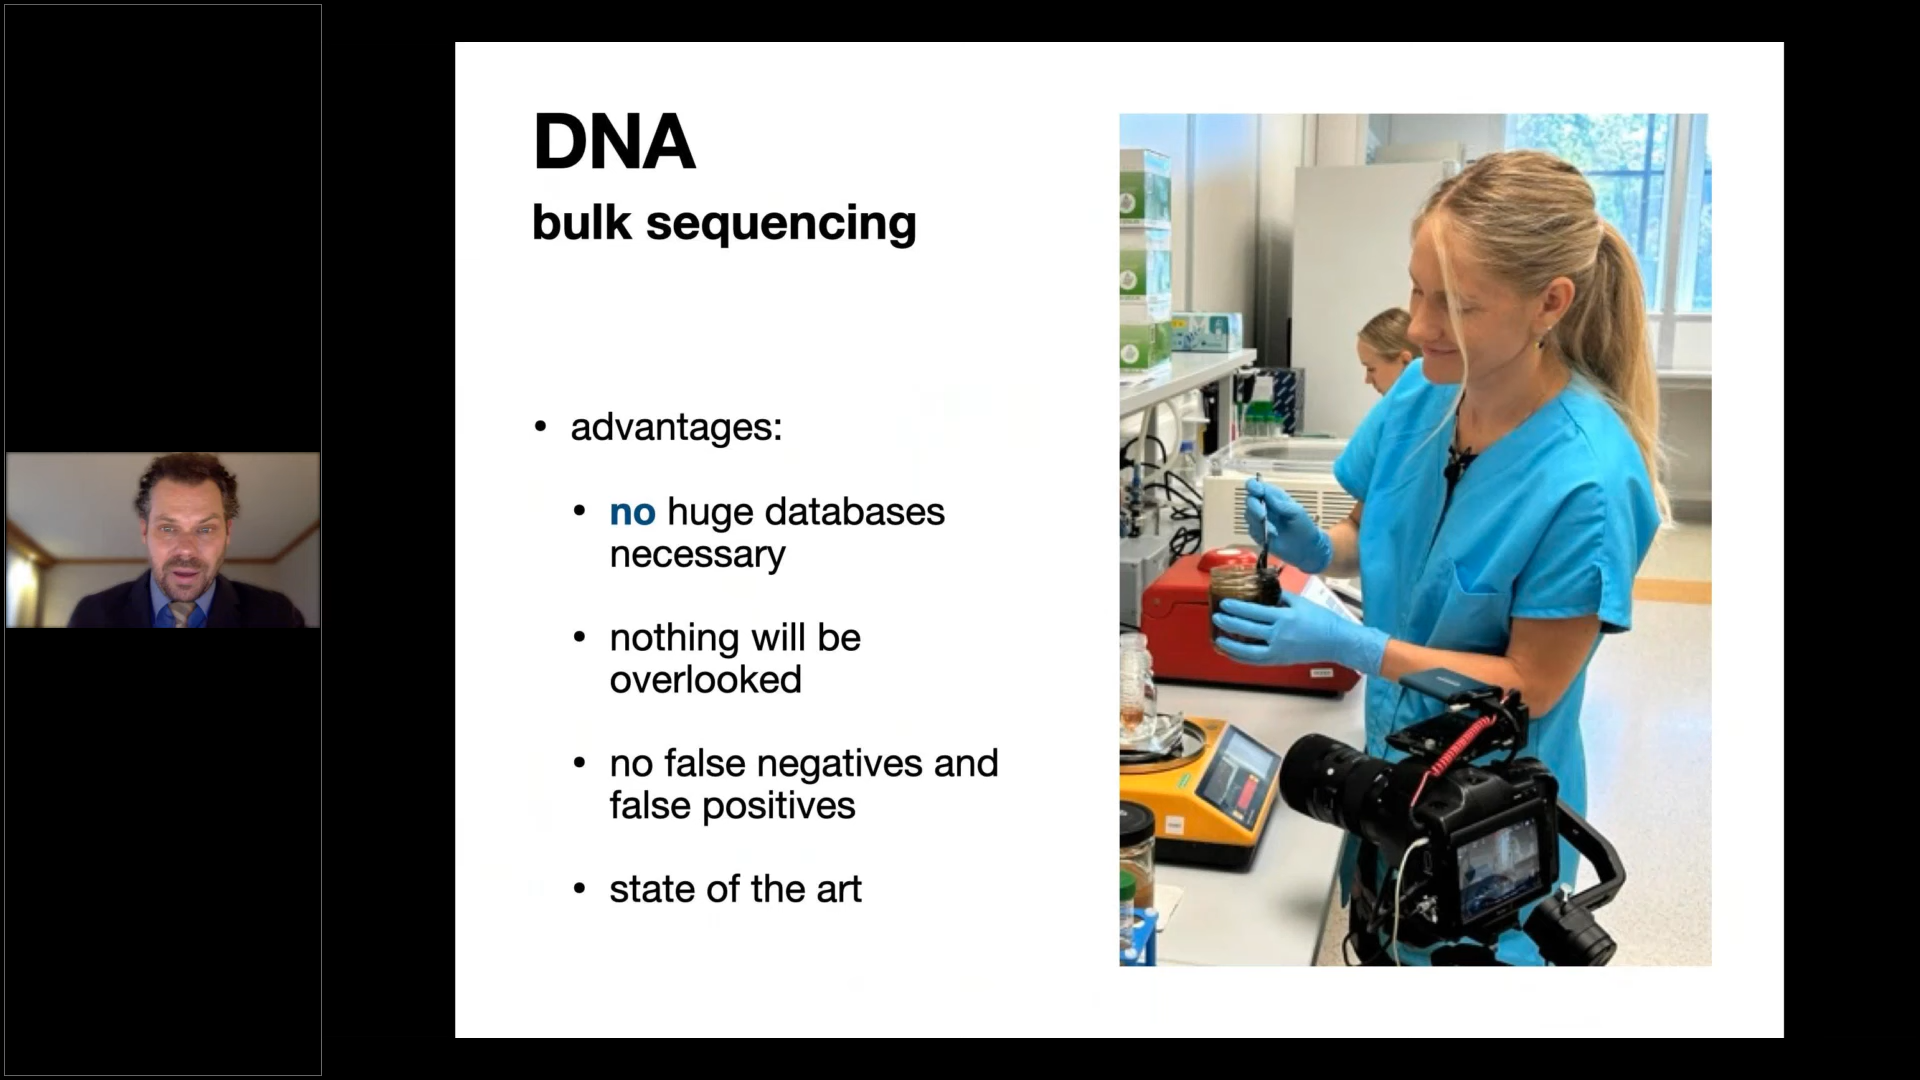 DNA
bulk sequencing
• advantages:
• no huge databases
necessary
• nothing will be
overlooked
• no false negatives and
false positives
• state of the art